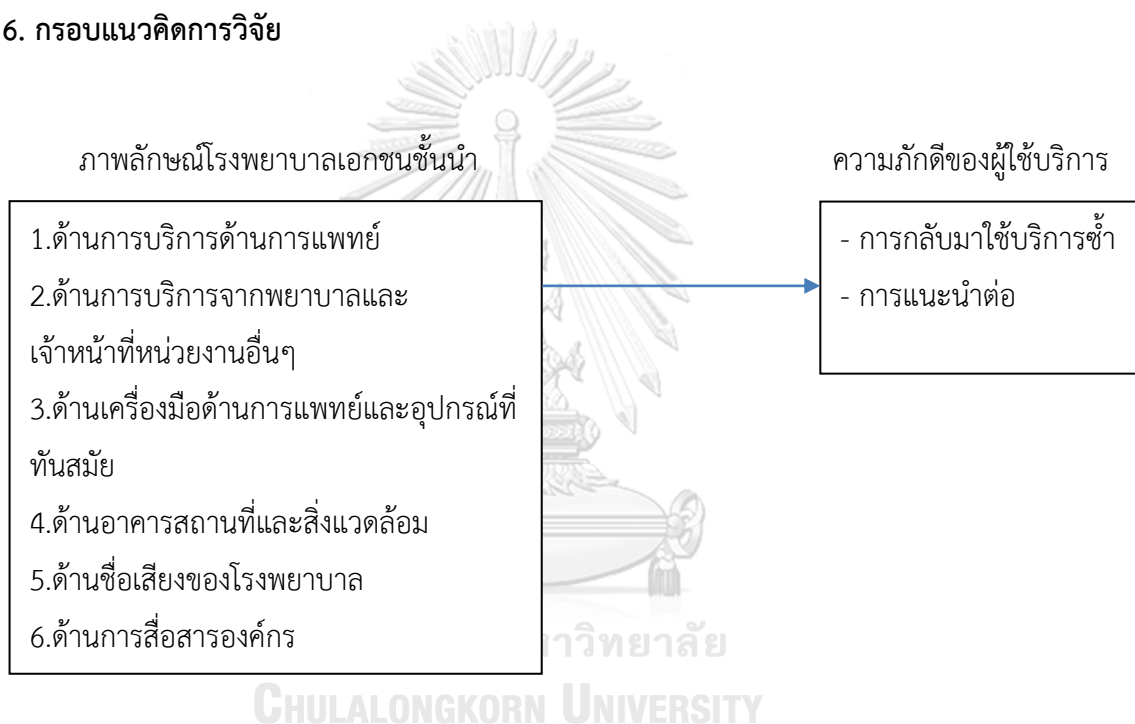 6. กรอบแนวคิดการวิจัย
ภาพลักษณ์โรงพยาบาลเอกชนชั้นนำ
1.ด้านการบริการด้านการแพทย์
2.ด้านการบริการจากพยาบาลและ
เจ้าหน้าที่หน่วยงานอื่นๆ
3.ด้านเครื่องมือด้านการแพทย์และอุปกรณ์ที่
ทันสมัย
4.ด้านอาคารสถานที่และสิ่งแวดล้อม
5.ด้านชื่อเสียงของโรงพยาบาล
6.ด้านการสื่อสารองค์กร
ความภักดีของผู้ใช้บริการ
- การกลับมาใช้บริการซ้ำ
- การแนะนำต่อ
าวิทยาลัย
CHULALONGKORN UNIVERSITY